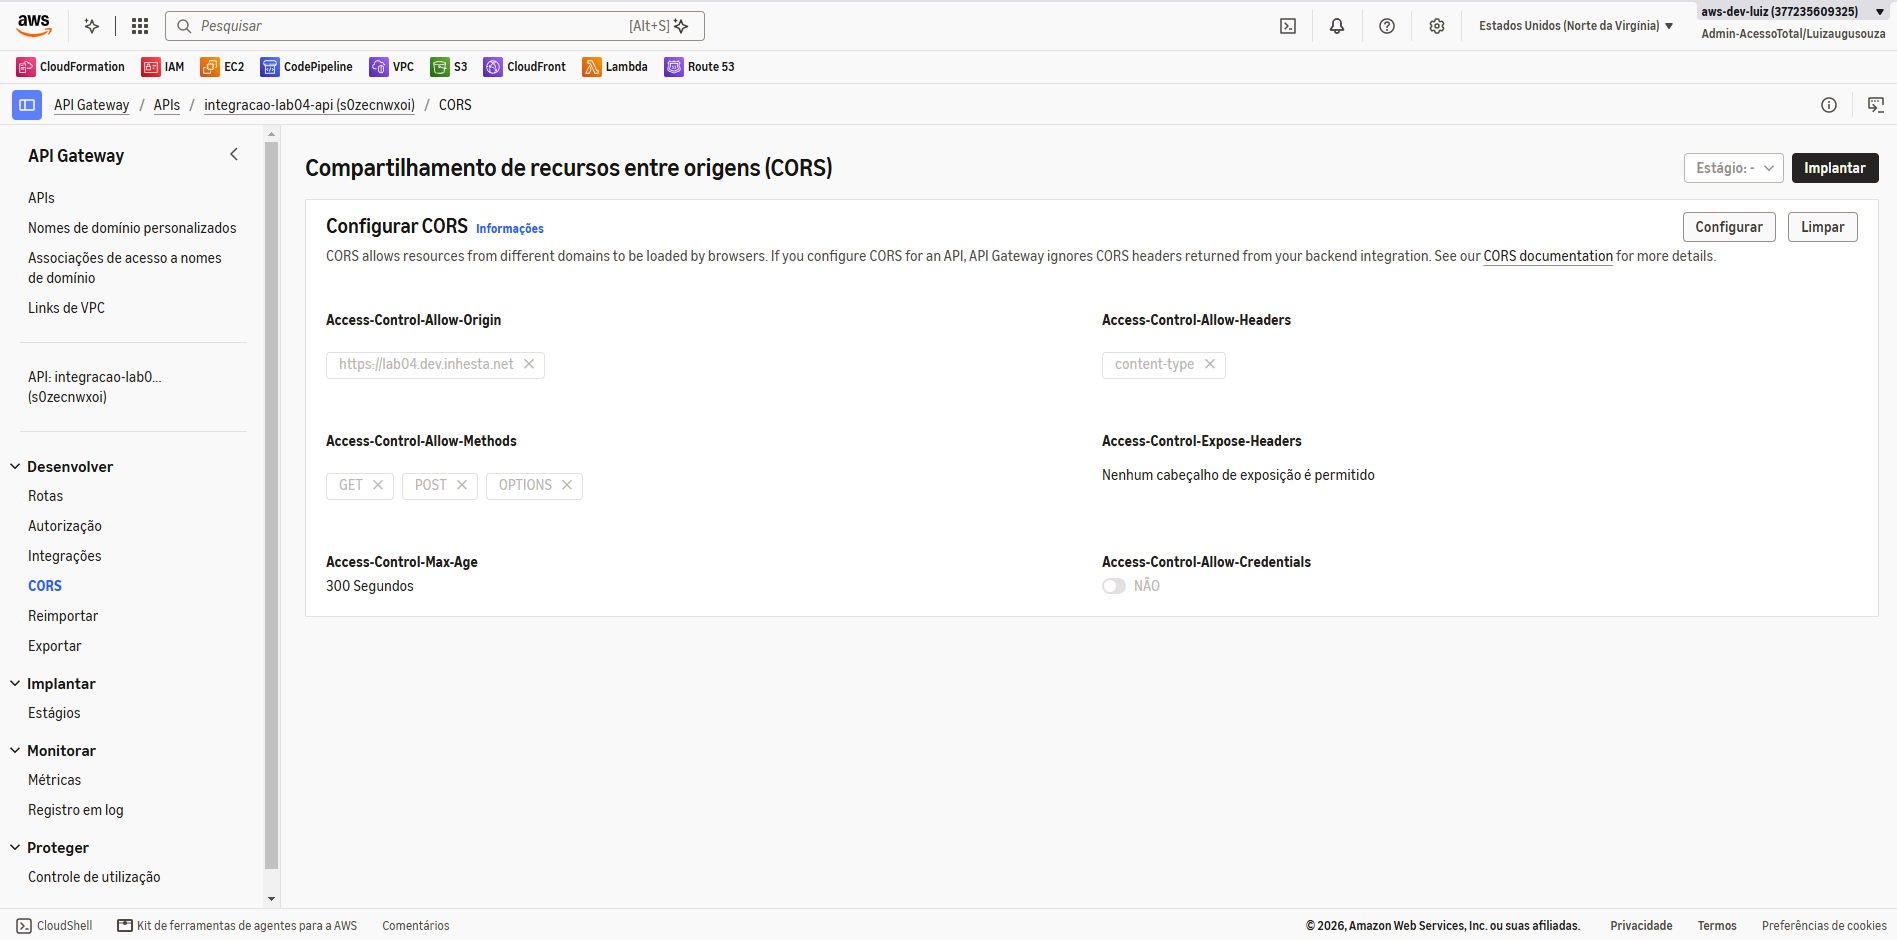 aws
Pesquisar [Alt+S]
Estados Unidos (Norte da Virgínia)
aws-dev-luiz (377235609325)
Admin-AcessoTotal/Luizaugusouza
CloudFormation IAM EC2 CodePipeline VPC S3 CloudFront Lambda Route 53
API Gateway / APIs / integracao-lab04-api (s0zecnwxoi) / CORS
API Gateway
APIs
Nomes de domínio personalizados
Associações de acesso a nomes
de domínio
Links de VPC
API: integracao-lab0...
(s0zecnwxoi)
Desenvolver
Rotas
Autorização
Integrações
CORS
Reimportar
Exportar
Implantar
Estágios
Monitorar
Métricas
Registro em log
Proteger
Controle de utilização
Compartilhamento de recursos entre origens (CORS)
Estágio: -
Implantar
Configurar CORS Informações
Configurar
Limpar
CORS allows resources from different domains to be loaded by browsers. If you configure CORS for an API, API Gateway ignores CORS headers returned from your backend integration. See our CORS documentation for more details.
Access-Control-Allow-Origin
https://lab04.dev.inhesta.net
Access-Control-Allow-Headers
content-type
Access-Control-Allow-Methods
GET POST OPTIONS
Access-Control-Expose-Headers
Nenhum cabeçalho de exposição é permitido
Access-Control-Max-Age
300 Segundos
Access-Control-Allow-Credentials
NÃO
CloudShell Kit de ferramentas de agentes para a AWS Comentários
© 2026, Amazon Web Services, Inc. ou suas afiliadas. Privacidade Termos Preferências de cookies